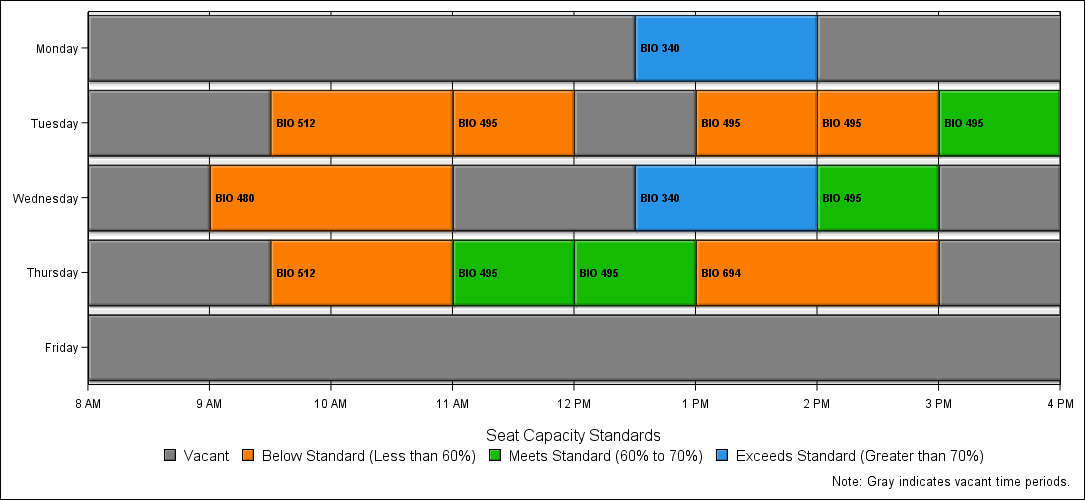 Monday
BIO 340
Tuesday
BIO 512 BIO 495 BIO 495 BIO 495 BIO 495
Wednesday
BIO 480 BIO 340 BIO 495
Thursday
BIO 512 BIO 495 BIO 495 BIO 694
Friday
8 AM 9 AM 10 AM 11 AM 12 PM 1 PM 2 PM 3 PM 4 PM
Seat Capacity Standards
Vacant Below Standard (Less than 60%) Meets Standard (60% to 70%) Exceeds Standard (Greater than 70%)
Note: Gray indicates vacant time periods.